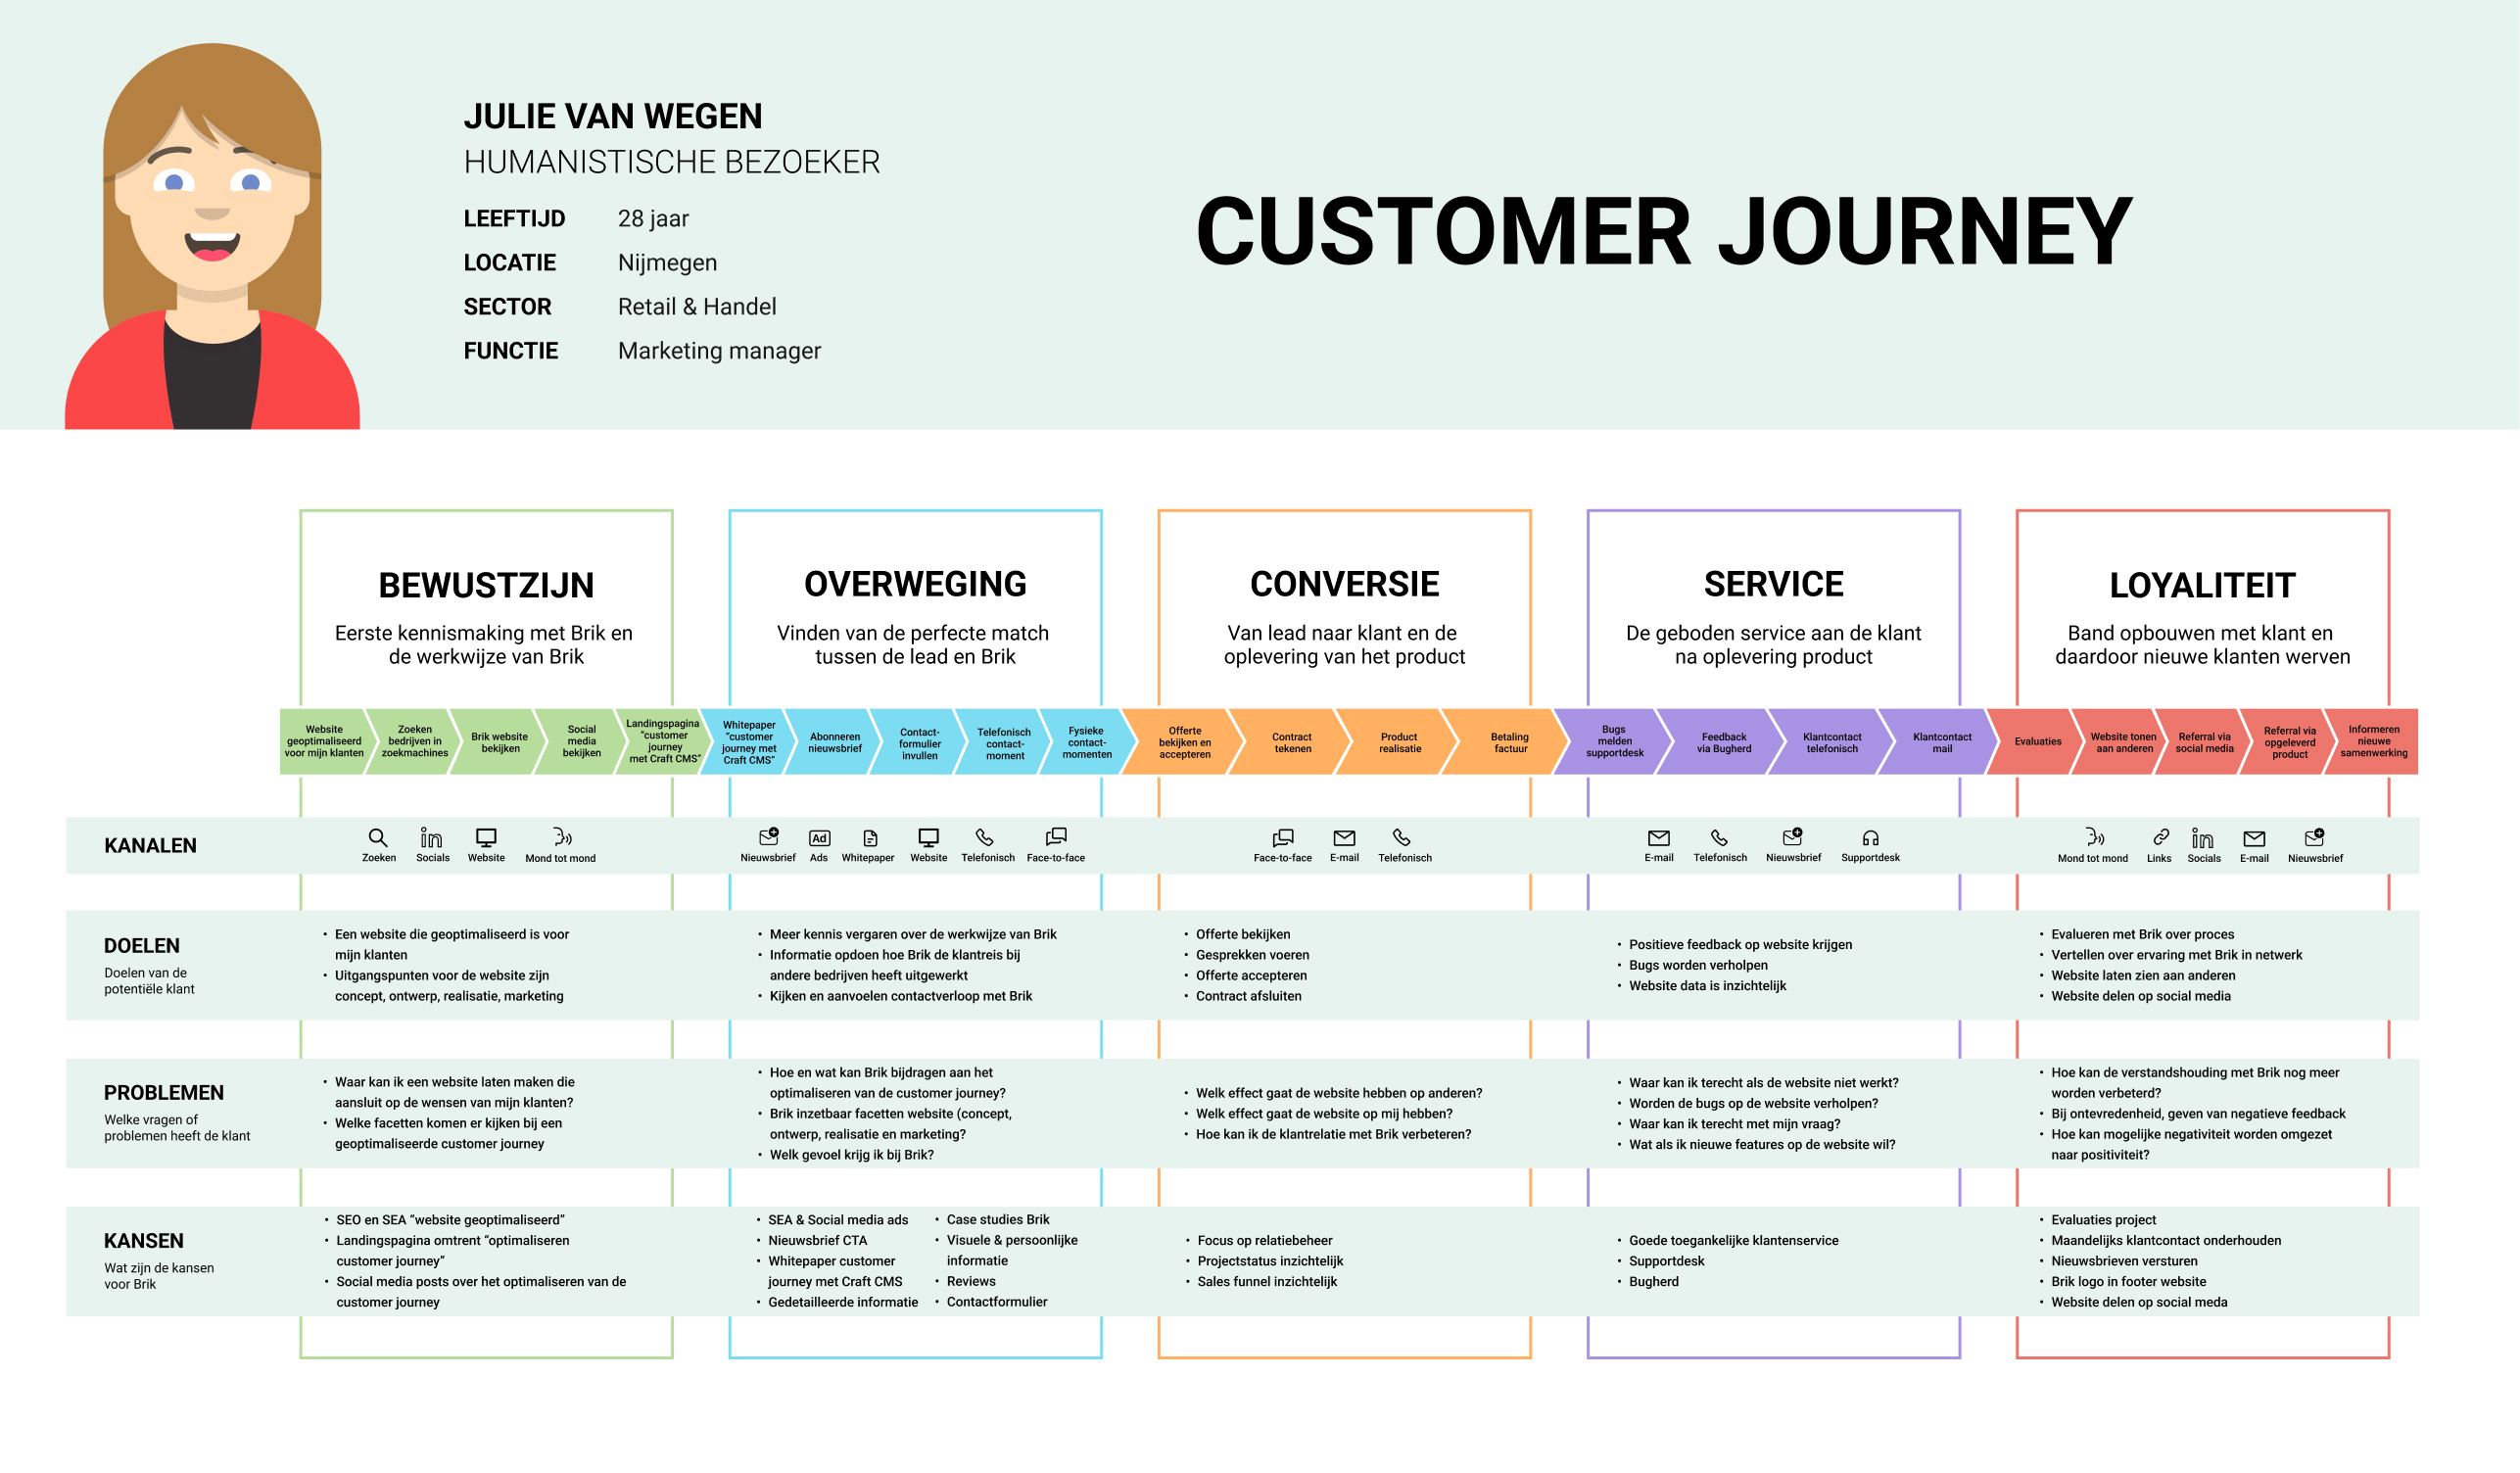 JULIE VAN WEGEN
HUMANISTISCHE BEZOEKER
LEEFTIJD 28 jaar
LOCATIE Nijmegen
SECTOR Retail & Handel
FUNCTIE Marketing manager
CUSTOMER JOURNEY
BEWUSTZIJN
Eerste kennismaking met Brik en
de werkwijze van Brik
OVERWEGING
Vinden van de perfecte match
tussen de lead en Brik
CONVERSIE
Van lead naar klant en de
oplevering van het product
SERVICE
De geboden service aan de klant
na oplevering product
LOYALITEIT
Band opbouwen met klant en
daardoor nieuwe klanten werven
Website
geoptimaliseerd
voor mijn klanten
Zoeken
bedrijven in
zoekmachines
Brik website
bekijken
Social
media
bekijken
Landingspagina
"customer
journey
met Craft CMS"
Whitepaper
"customer
journey met
Craft CMS"
Abonneren
nieuwsbrief
Contact-
formulier
invullen
Telefonisch
contact-
moment
Fysieke
contact-
momenten
Offerte
bekijken en
accepteren
Contract
tekenen
Product
realisatie
Betaling
factuur
Bugs
melden
supportdesk
Feedback
via Bugherd
Klantcontact
telefonisch
Klantcontact
mail
Evaluaties
Website tonen
aan anderen
Referral via
social media
Referral via
opgeleverd
product
Informeren
nieuwe
samenwerking
KANALEN
Zoeken
in
Socials
Website
Mond tot mond
Nieuwsbrief
Ad
Ads
Whitepaper
Website
Telefonisch
Face-to-face
Face-to-face
E-mail
Telefonisch
E-mail
Telefonisch
Nieuwsbrief
Supportdesk
Mond tot mond
Links
in
Socials
E-mail
Nieuwsbrief
DOELEN
Doelen van de
potentiële klant
• Een website die geoptimaliseerd is voor
mijn klanten
• Uitgangspunten voor de website zijn
concept, ontwerp, realisatie, marketing
• Meer kennis vergaren over de werkwijze van Brik
• Informatie opdoen hoe Brik de klantreis bij
andere bedrijven heeft uitgewerkt
• Kijken en aanvoelen contactverloop met Brik
• Offerte bekijken
• Gesprekken voeren
• Offerte accepteren
• Contract afsluiten
• Positieve feedback op website krijgen
• Bugs worden verholpen
• Website data is inzichtelijk
• Evalueren met Brik over proces
• Vertellen over ervaring met Brik in netwerk
• Website laten zien aan anderen
• Website delen op social media
PROBLEMEN
Welke vragen of
problemen heeft de klant
• Waar kan ik een website laten maken die
aansluit op de wensen van mijn klanten?
• Welke facetten komen er kijken bij een
geoptimaliseerde customer journey
• Hoe en wat kan Brik bijdragen aan het
optimaliseren van de customer journey?
• Brik inzetbaar facetten website (concept,
ontwerp, realisatie en marketing?
• Welk gevoel krijg ik bij Brik?
• Welk effect gaat de website hebben op anderen?
• Welk effect gaat de website op mij hebben?
• Hoe kan ik de klantrelatie met Brik verbeteren?
• Waar kan ik terecht als de website niet werkt?
• Worden de bugs op de website verholpen?
• Waar kan ik terecht met mijn vraag?
• Wat als ik nieuwe features op de website wil?
• Hoe kan de verstandshouding met Brik nog meer
worden verbeterd?
• Bij ontevredenheid, geven van negatieve feedback
• Hoe kan mogelijke negativiteit worden omgezet
naar positiviteit?
KANSEN
Wat zijn de kansen
voor Brik
• SEO en SEA "website geoptimaliseerd"
• Landingspagina omtrent "optimaliseren
customer journey"
• Social media posts over het optimaliseren van de
customer journey
• SEA & Social media ads
• Nieuwsbrief CTA
• Whitepaper customer
journey met Craft CMS
• Gedetailleerde informatie
• Case studies Brik
• Visuele & persoonlijke
informatie
• Reviews
• Contactformulier
• Focus op relatiebeheer
• Projectstatus inzichtelijk
• Sales funnel inzichtelijk
• Goede toegankelijke klantenservice
• Supportdesk
• Bugherd
• Evaluaties project
• Maandelijks klantcontact onderhouden
• Nieuwsbrieven versturen
• Brik logo in footer website
• Website delen op social meda